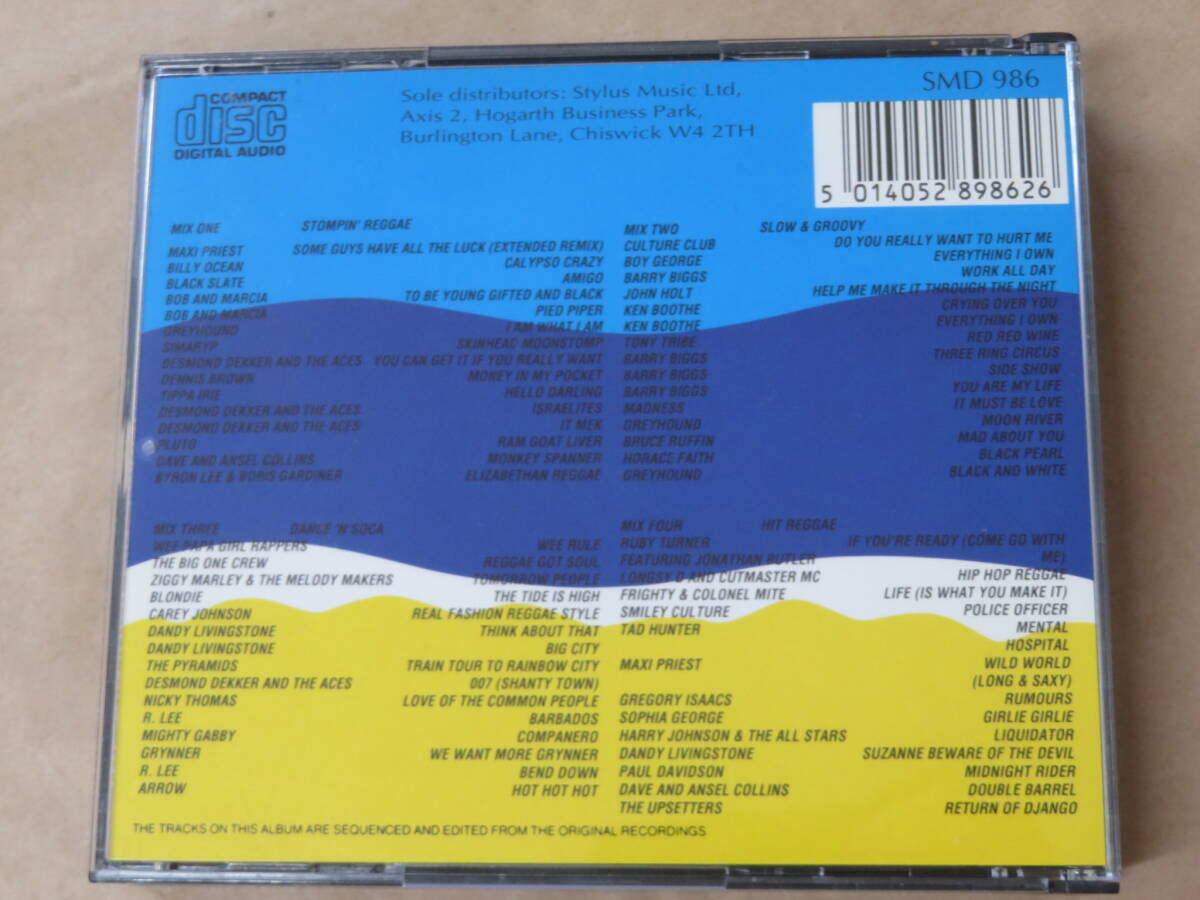 COMPACT
disc
DIGITAL AUDIO
Sole distributors: Stylus Music Ltd,
Axis 2, Hogarth Business Park,
Burlington Lane, Chiswick W4 2TH
SMD 986
5 014052 898626
MIX ONE STOMPIN' REGGAE
MAXI PRIEST SOME GUYS HAVE ALL THE LUCK (EXTENDED REMIX)
BILLY OCEAN CALYPSO CRAZY
BLACK SLATE AMIGO
BOB AND MARCIA TO BE YOUNG GIFTED AND BLACK
BOB AND MARCIA PIED PIPER
GREYHOUND I AM WHAT I AM
SIMARYP SKINHEAD MOONSTOMP
DESMOND DEKKER AND THE ACES YOU CAN GET IT IF YOU REALLY WANT
DENNIS BROWN MONEY IN MY POCKET
TIPPA IRIE HELLO DARLING
DESMOND DEKKER AND THE ACES ISRAELITES
DESMOND DEKKER AND THE ACES IT MEK
PLUTO RAM GOAT LIVER
DAVE AND ANSEL COLLINS MONKEY SPANNER
BYRON LEE & BORIS GARDINER ELIZABETHAN REGGAE
MIX TWO SLOW & GROOVY
CULTURE CLUB DO YOU REALLY WANT TO HURT ME
BOY GEORGE EVERYTHING I OWN
BARRY BIGGS WORK ALL DAY
JOHN HOLT HELP ME MAKE IT THROUGH THE NIGHT
KEN BOOTHE CRYING OVER YOU
KEN BOOTHE EVERYTHING I OWN
TONY TRIBE RED RED WINE
BARRY BIGGS THREE RING CIRCUS
BARRY BIGGS SIDE SHOW
BARRY BIGGS YOU ARE MY LIFE
MADNESS IT MUST BE LOVE
GREYHOUND MOON RIVER
BRUCE RUFFIN MAD ABOUT YOU
HORACE FAITH BLACK PEARL
GREYHOUND BLACK AND WHITE
MIX THREE DANCE 'N'SOCA
WEE PAPA GIRL RAPPERS WEE RULE
THE BIG ONE CREW REGGAE GOT SOUL
ZIGGY MARLEY & THE MELODY MAKERS TOMORROW PEOPLE
BLONDIE THE TIDE IS HIGH
CAREY JOHNSON REAL FASHION REGGAE STYLE
DANDY LIVINGSTONE THINK ABOUT THAT
DANDY LIVINGSTONE BIG CITY
THE PYRAMIDS TRAIN TOUR TO RAINBOW CITY
DESMOND DEKKER AND THE ACES 007 (SHANTY TOWN)
NICKY THOMAS LOVE OF THE COMMON PEOPLE
R. LEE BARBADOS
MIGHTY GABBY COMPANERO
GRYNNER WE WANT MORE GRYNNER
R. LEE BEND DOWN
ARROW HOT HOT HOT
MIX FOUR HIT REGGAE
RUBY TURNER IF YOU'RE READY (COME GO WITH
FEATURING JONATHAN BUTLER ME)
LONGSY D AND CUTMASTER MC HIP HOP REGGAE
FRIGHTY & COLONEL MITE LIFE (IS WHAT YOU MAKE IT)
SMILEY CULTURE POLICE OFFICER
TAD HUNTER MENTAL
HOSPITAL
MAXI PRIEST WILD WORLD
(LONG & SAXY)
GREGORY ISAACS RUMOURS
SOPHIA GEORGE GIRLIE GIRLIE
HARRY JOHNSON & THE ALL STARS LIQUIDATOR
DANDY LIVINGSTONE SUZANNE BEWARE OF THE DEVIL
PAUL DAVIDSON MIDNIGHT RIDER
DAVE AND ANSEL COLLINS DOUBLE BARREL
THE UPSETTERS RETURN OF DJANGO
THE TRACKS ON THIS ALBUM ARE SEQUENCED AND EDITED FROM THE ORIGINAL RECORDINGS